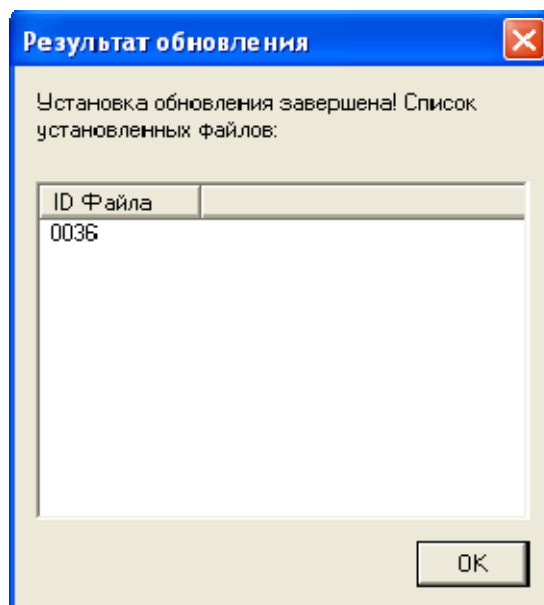 Результат обновления
Установка обновления завершена! Список
установленных файлов:
ID Файла
0036
OK